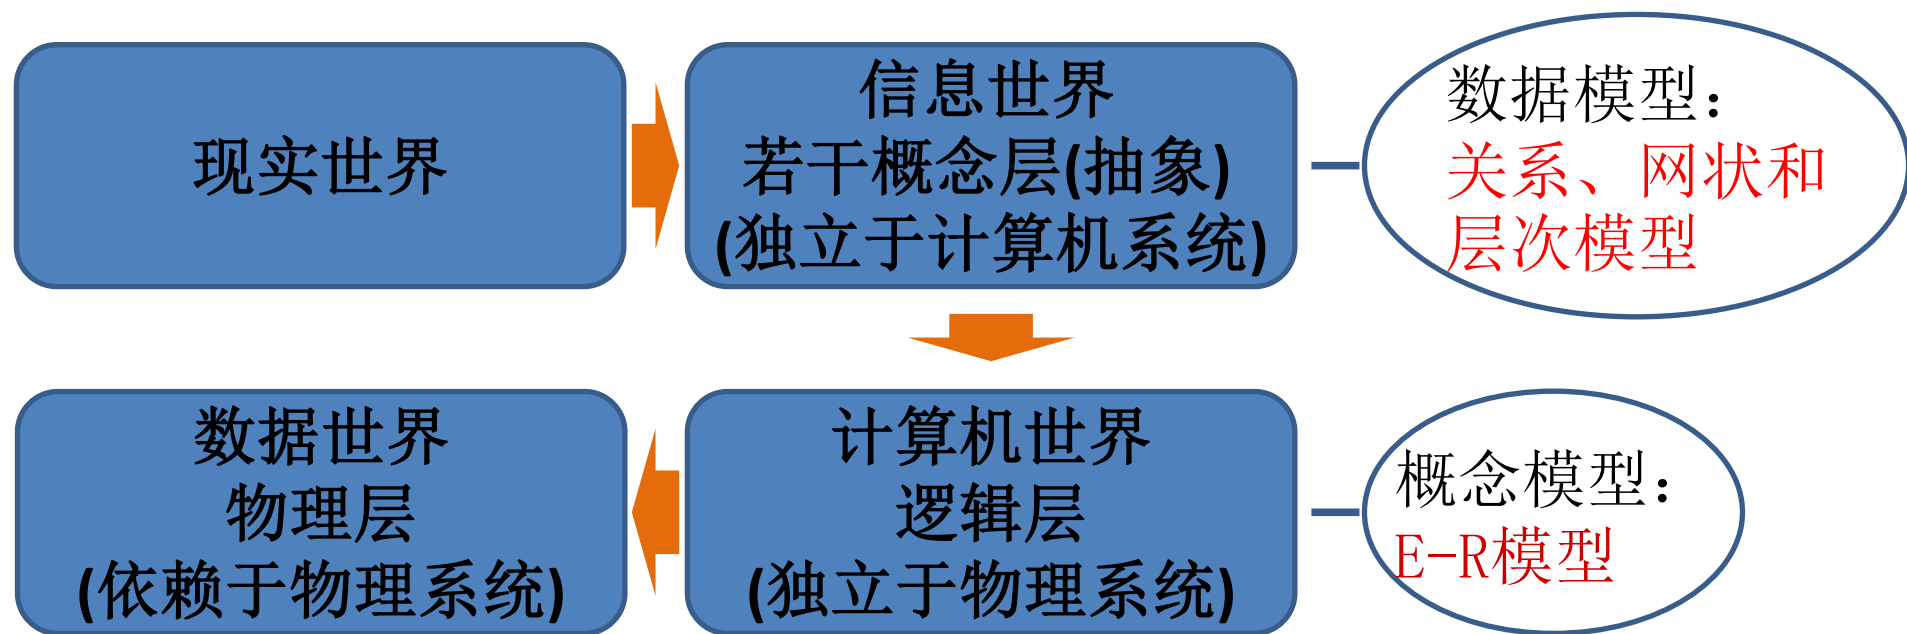 现实世界
信息世界
若干概念层(抽象)
(独立于计算机系统)
数据模型：
关系、网状和
层次模型
数据世界
物理层
(依赖于物理系统)
计算机世界
逻辑层
(独立于物理系统)
概念模型：
E-R模型